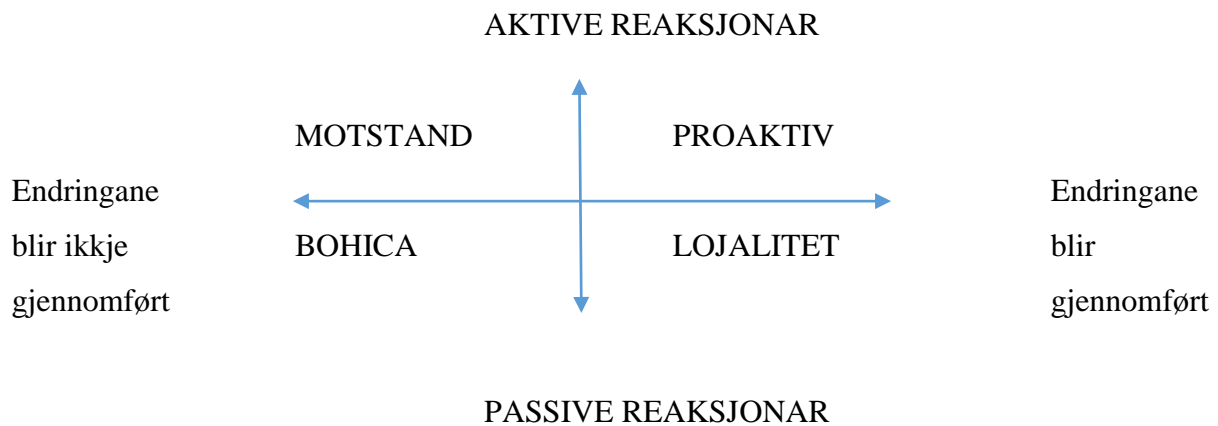 AKTIVE REAKSJONAR
MOTSTAND PROAKTIV
Endringane Endringane
blir ikkje BOHICA LOJALITET blir
gjennomført gjennomført
PASSIVE REAKSJONAR